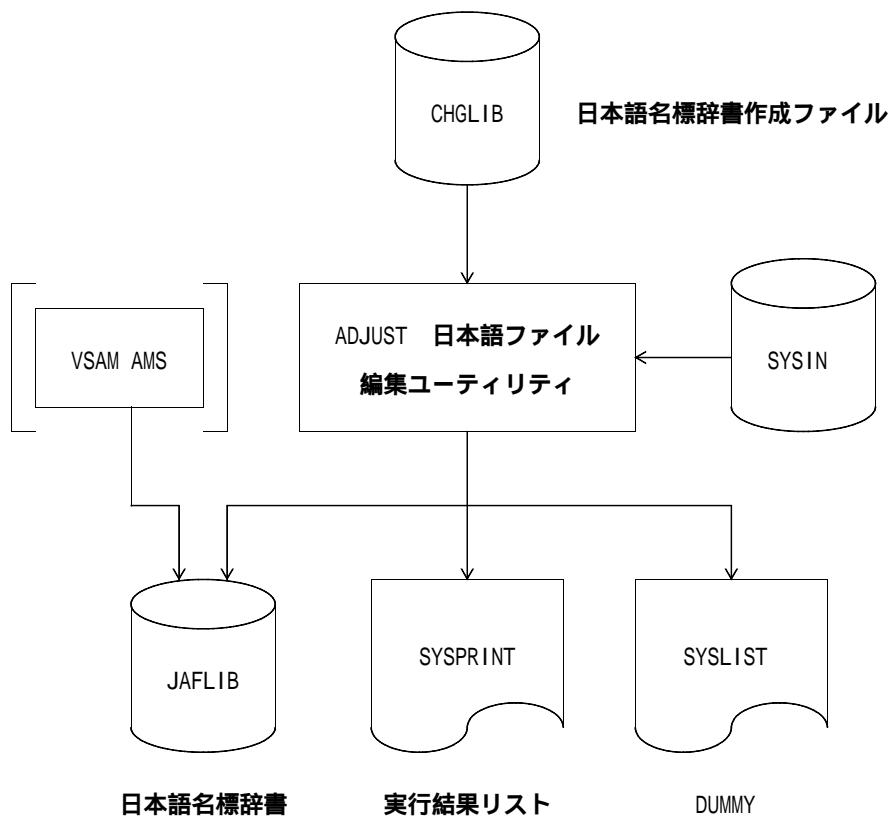 CHGLIB
日本語名標辞書作成ファイル
VSAM AMS
ADJUST 日本語ファイル
編集ユーティリティ
SYSIN
JAFLIB
SYSPRINT
SYSLIST
日本語名標辞書
実行結果リスト
DUMMY